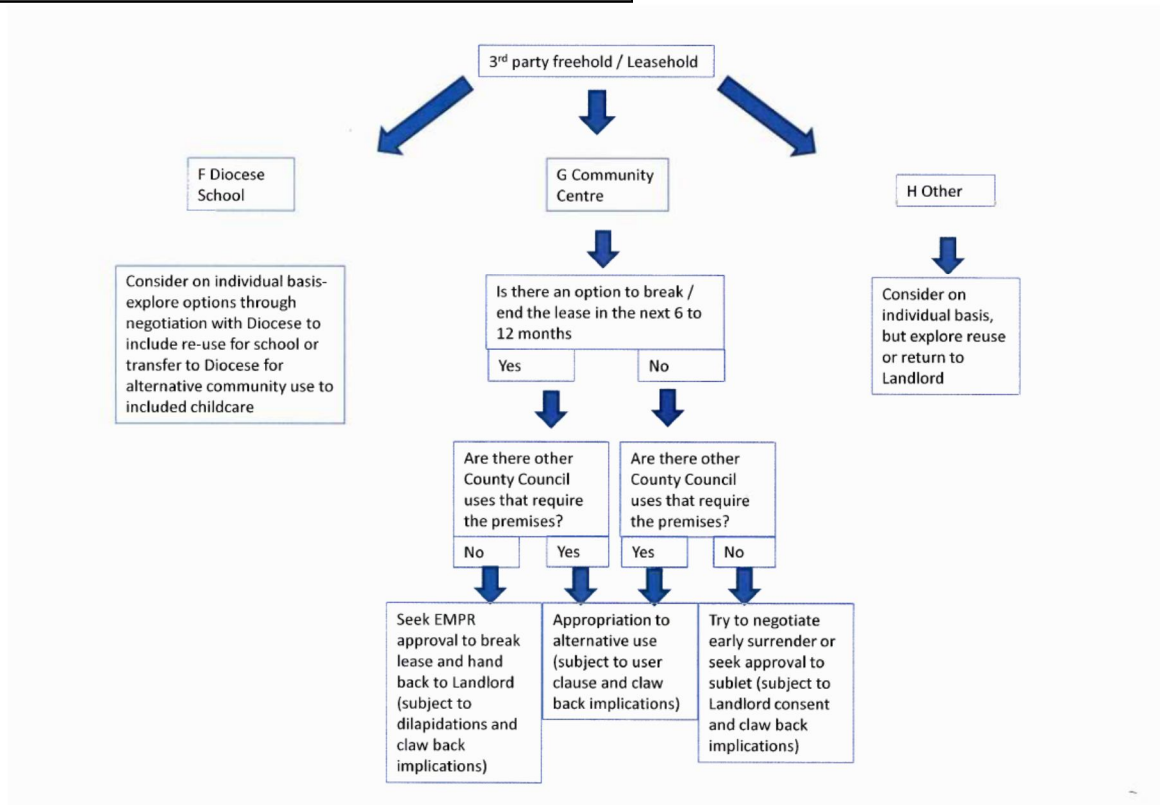 3rd party freehold / Leasehold
F Diocese
School
G Community
Centre
H Other
Consider on individual basis-
explore options through
negotiation with Diocese to
include re-use for school or
transfer to Diocese for
alternative community use to
included childcare
Is there an option to break /
end the lease in the next 6 to
12 months
Yes
No
Consider on
individual basis,
but explore reuse
or return to
Landlord
Are there other
County Council
uses that require
the premises?
No
Yes
Are there other
County Council
uses that require
the premises?
Yes
No
Seek EMPR
approval to break
lease and hand
back to Landlord
(subject to
dilapidations and
claw back
implications)
Appropriation to
alternative use
(subject to user
clause and claw
back implications)
Try to negotiate
early surrender or
seek approval to
sublet (subject to
Landlord consent
and claw back
implications)